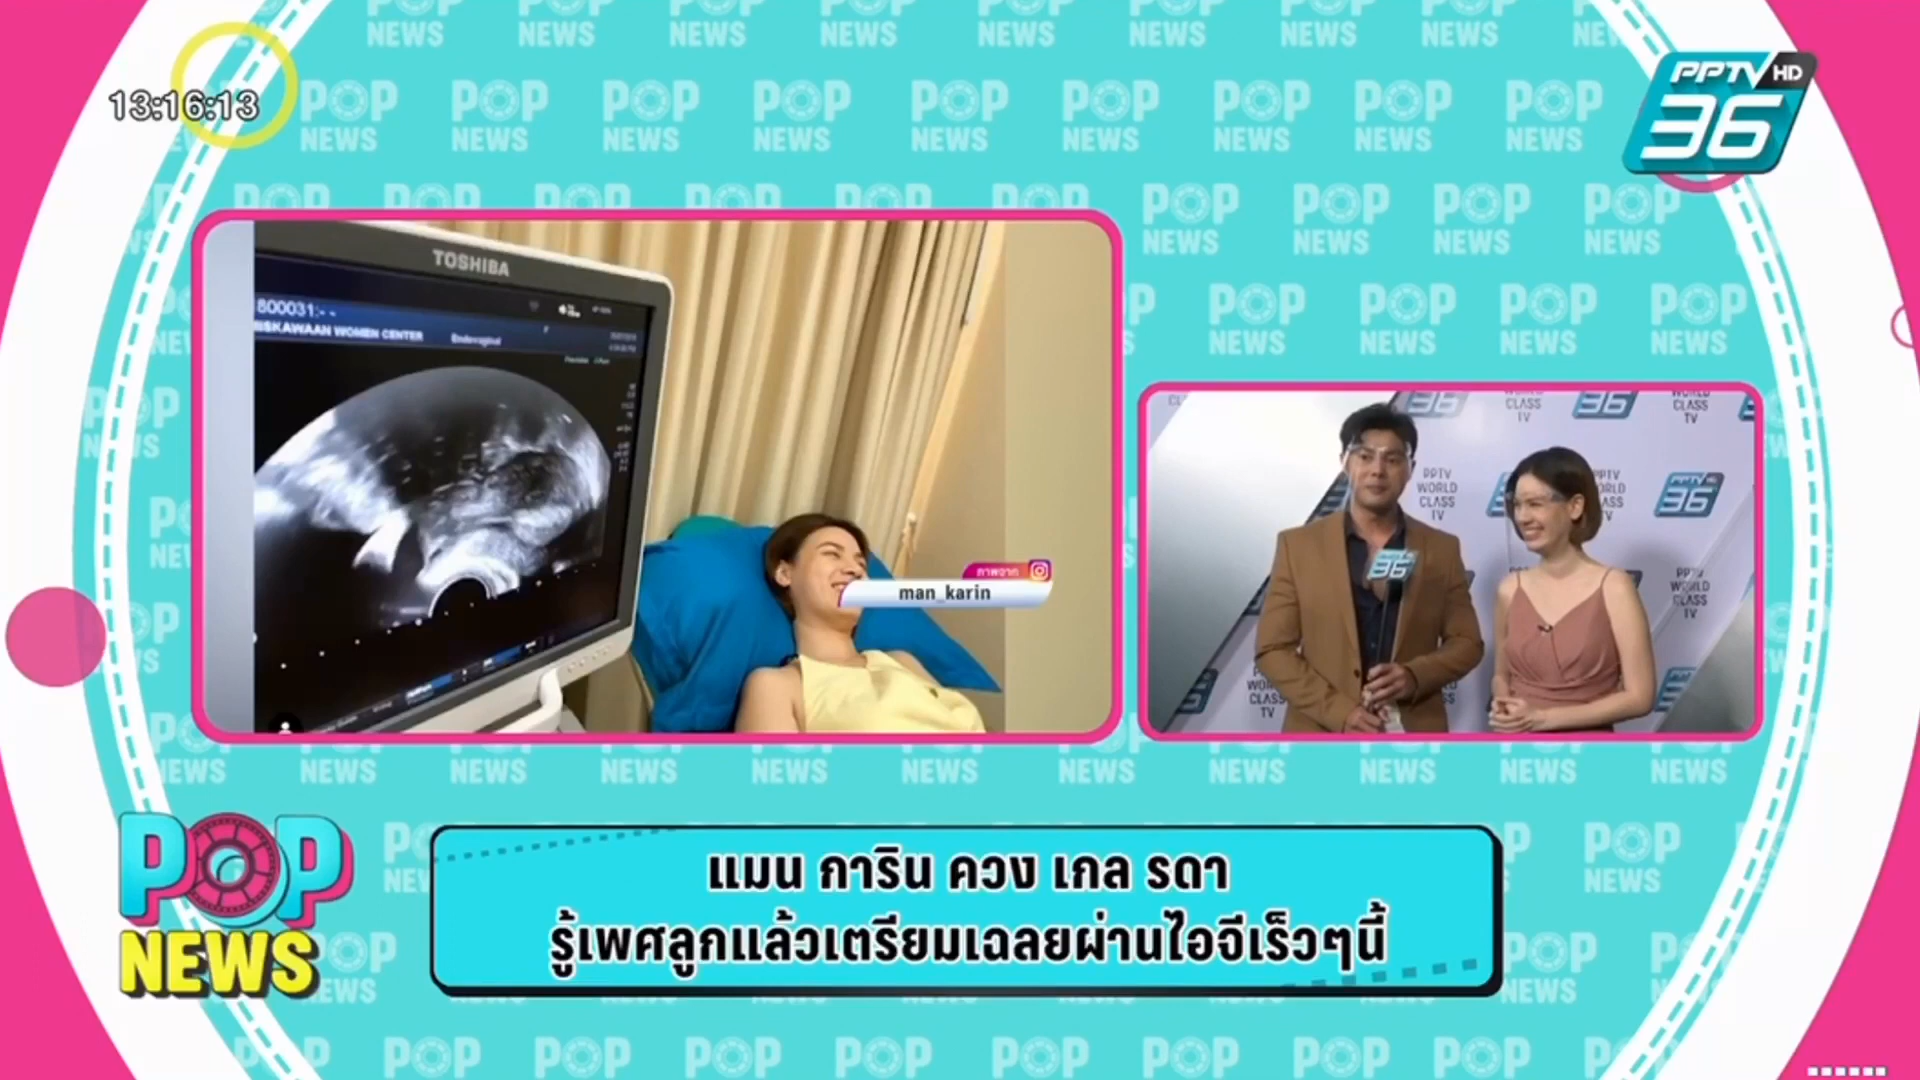 13:16:13
PPTV HD
36
TOSHIBA
800031:- -
RISKAWAAN WOMEN CENTER Endovaginal
ภาพจาก
man_karin
PPTV
WORLD
CLASS
TV
PPTV
36
POP
NEWS
แมน การิน ควง เกล รดา
รู้เพศลูกแล้วเตรียมเฉลยผ่านไอจีเร็วๆนี้